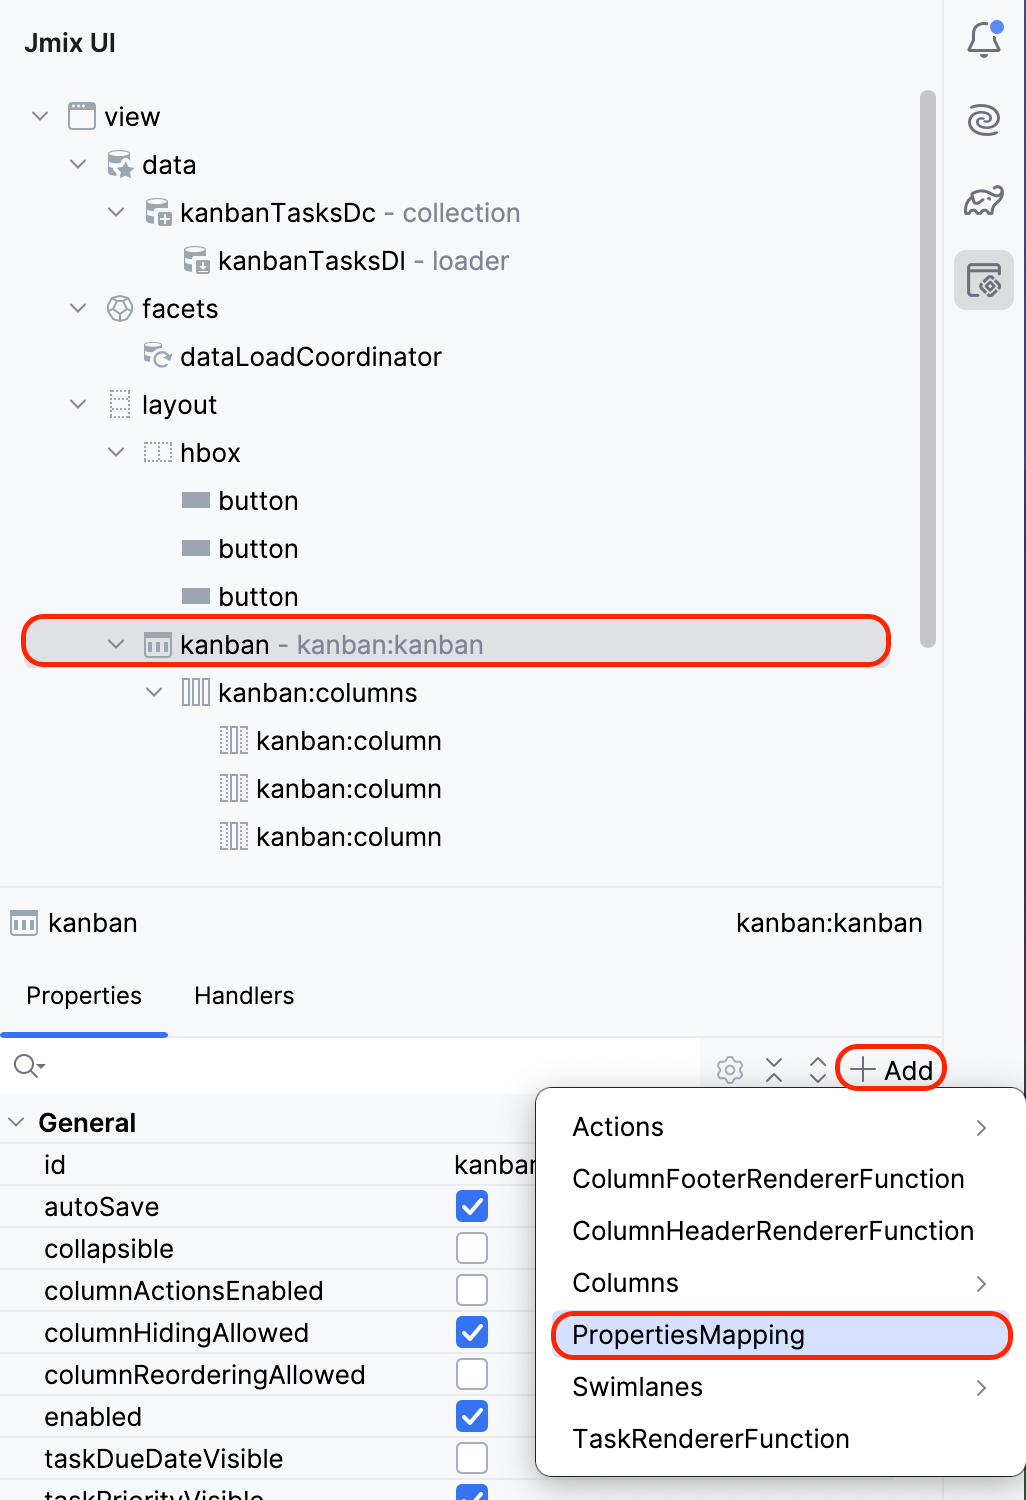 Jmix UI
view
data
kanbanTasksDc - collection
kanbanTasksDl - loader
facets
dataLoadCoordinator
layout
hbox
button
button
button
kanban - kanban:kanban
kanban:columns
kanban:column
kanban:column
kanban:column
kanban kanban:kanban
Properties Handlers
Add
General
id kanban
autoSave
collapsible
columnActionsEnabled
columnHidingAllowed
columnReorderingAllowed
enabled
taskDueDateVisible
taskPriorityVisible
Actions
ColumnFooterRendererFunction
ColumnHeaderRendererFunction
Columns
PropertiesMapping
Swimlanes
TaskRendererFunction